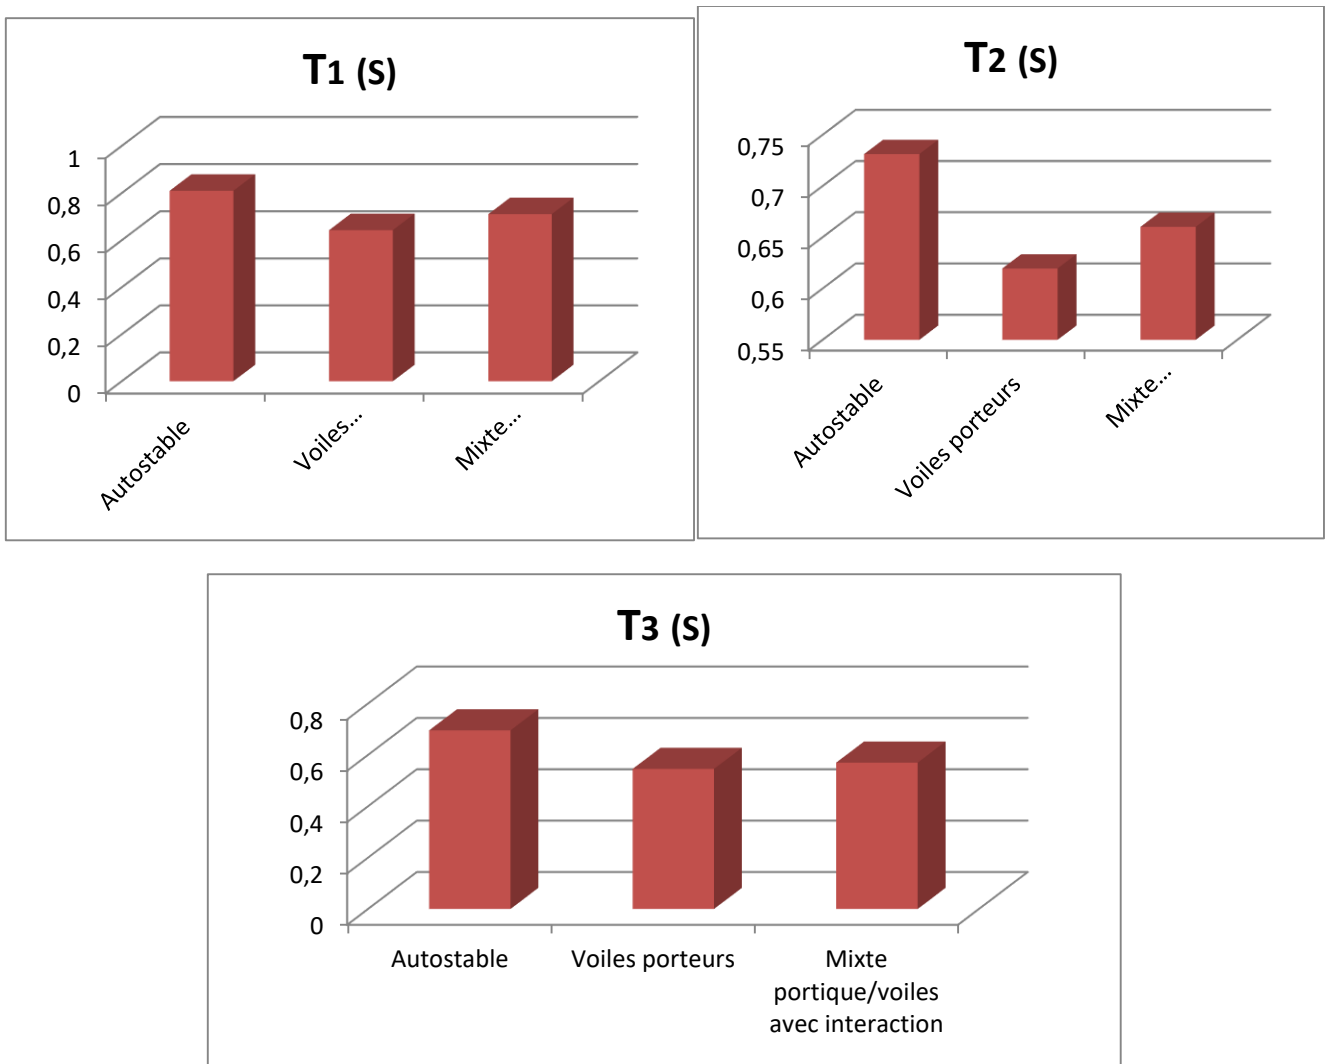 T1 (S)
1
0,8
0,6
0,4
0,2
0
Autostable
Voiles...
Mixte...
T2 (S)
0,75
0,7
0,65
0,6
0,55
Autostable
Voiles porteurs
Mixte...
T3 (S)
0,8
0,6
0,4
0,2
0
Autostable
Voiles porteurs
Mixte
portique/voiles
avec interaction